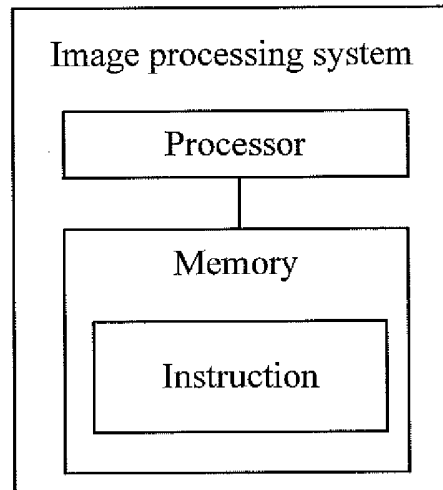 Image processing system
Processor
Memory
Instruction